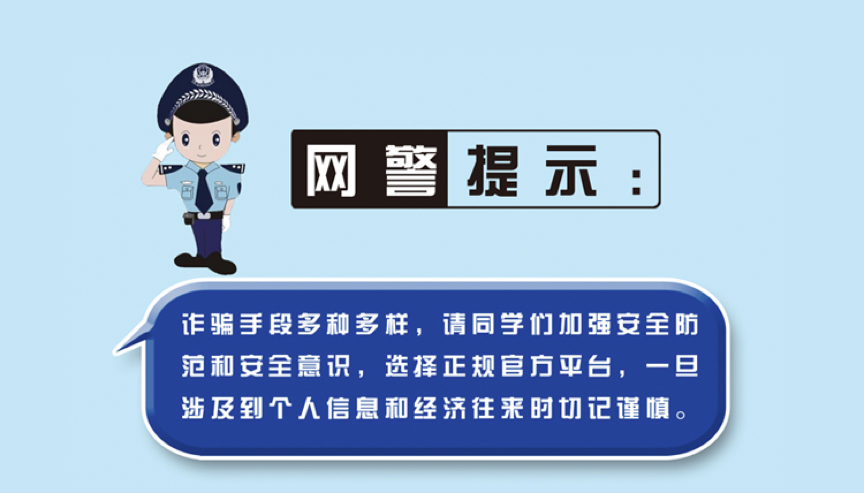 网警提示：
诈骗手段多种多样，请同学们加强安全防
范和安全意识，选择正规官方平台，一旦
涉及到个人信息和经济往来时切记谨慎。